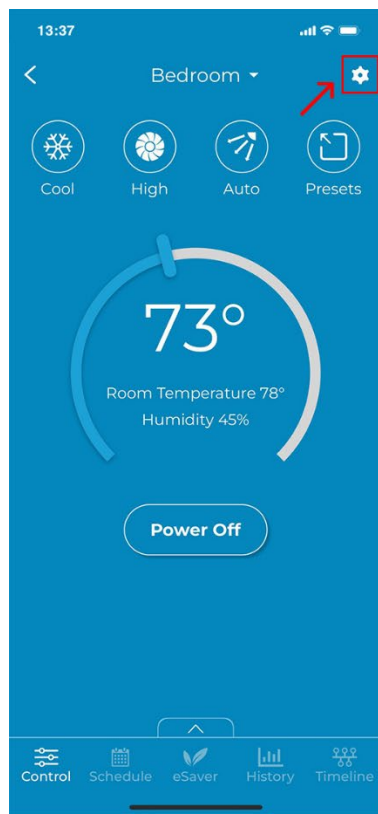 13:37
Bedroom
Cool High Auto Presets
73°
Room Temperature 78°
Humidity 45%
Power Off
Control Schedule eSaver History Timeline